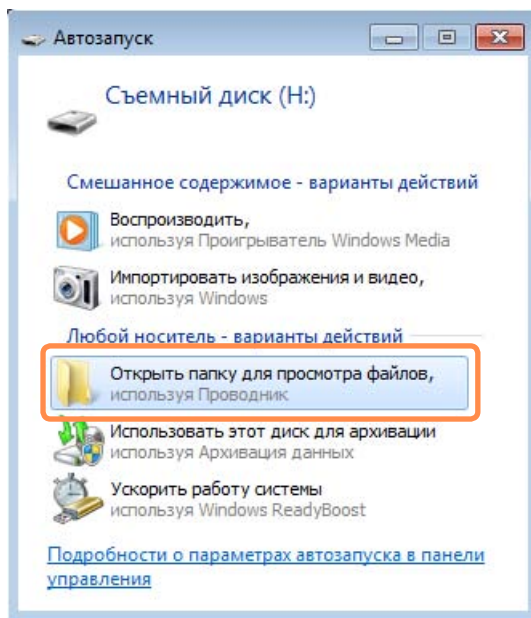 Автозапуск
Съемный диск (H:)
Смешанное содержимое - варианты действий
Воспроизводить,
используя Проигрыватель Windows Media
Импортировать изображения и видео,
используя Windows
Любой носитель - варианты действий
Открыть папку для просмотра файлов,
используя Проводник
Использовать этот диск для архивации
используя Архивация данных
Ускорить работу системы
используя Windows ReadyBoost
Подробности о параметрах автозапуска в панели
управления